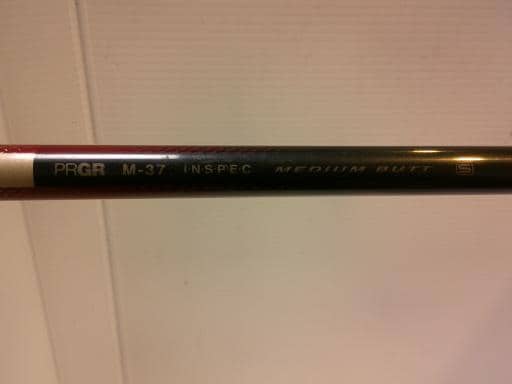 PRGR M-37 INSPEC MEDIUM BUTT S